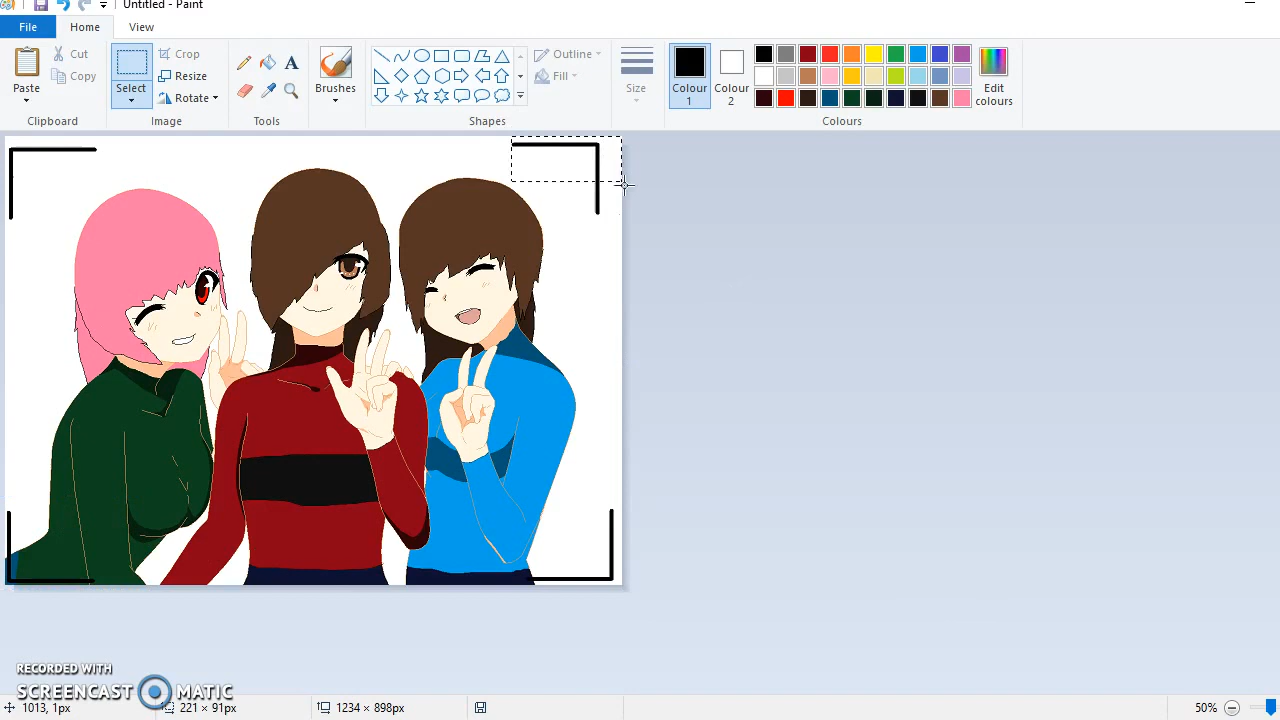 Untitled - Paint
File Home View
Paste Cut Copy
Clipboard
Select Crop Resize Rotate
Image
A
Tools
Brushes
Outline Fill
Shapes
Size
Colour 1
Colour 2
Edit colours
Colours
RECORDED WITH
SCREENCAST MATIC
1013, 1px 221 × 91px 1234 × 898px 50%